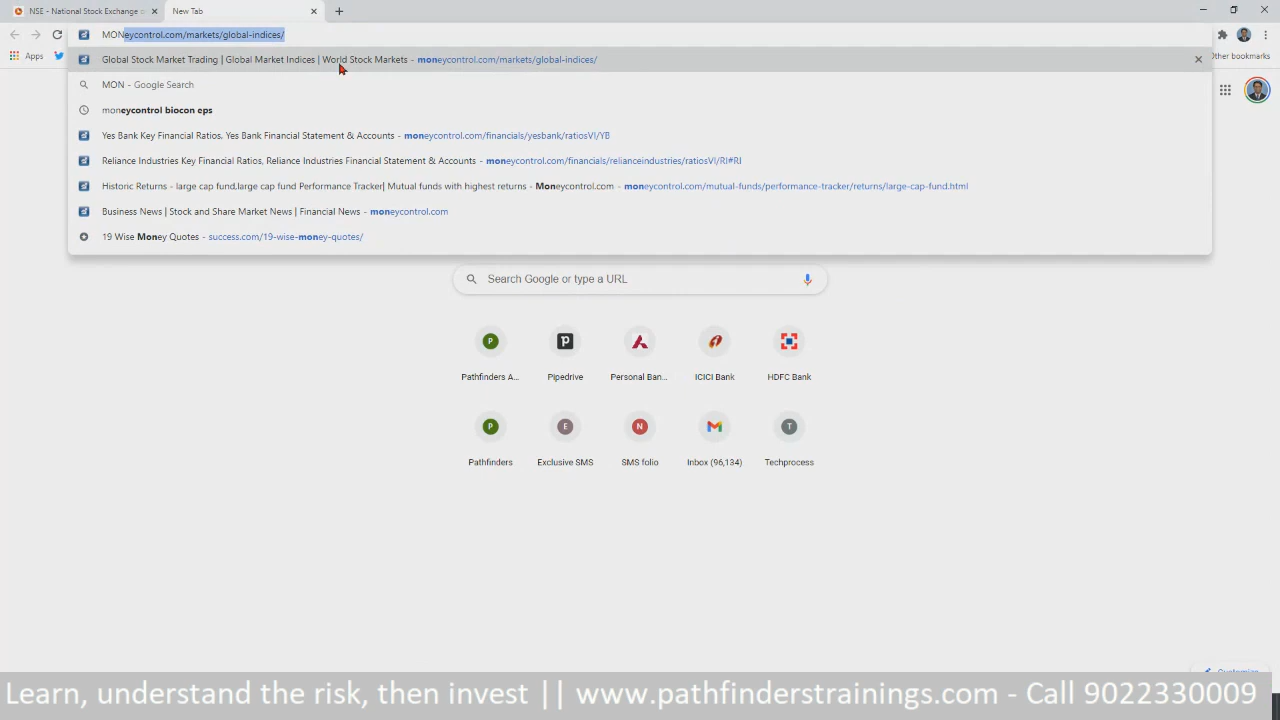 NSE - National Stock Exchange
New Tab
MONeycontrol.com/markets/global-indices/
Apps
Other bookmarks
Global Stock Market Trading | Global Market Indices | World Stock Markets - moneycontrol.com/markets/global-indices/
MON - Google Search
moneycontrol biocon eps
Yes Bank Key Financial Ratios, Yes Bank Financial Statement & Accounts - moneycontrol.com/financials/yesbank/ratiosVI/YB
Reliance Industries Key Financial Ratios, Reliance Industries Financial Statement & Accounts - moneycontrol.com/financials/relianceindustries/ratiosVI/RI#RI
Historic Returns - large cap fund,large cap fund Performance Tracker| Mutual funds with highest returns - Moneycontrol.com - moneycontrol.com/mutual-funds/performance-tracker/returns/large-cap-fund.html
Business News | Stock and Share Market News | Financial News - moneycontrol.com
19 Wise Money Quotes - success.com/19-wise-money-quotes/
Search Google or type a URL
P
p
Pathfinders A...
Pipedrive
Personal Ban...
ICICI Bank
HDFC Bank
P
E
N
T
Pathfinders
Exclusive SMS
SMS folio
Inbox (96,134)
Techprocess
Customize
Learn, understand the risk, then invest || www.pathfinderstrainings.com - Call 9022330009